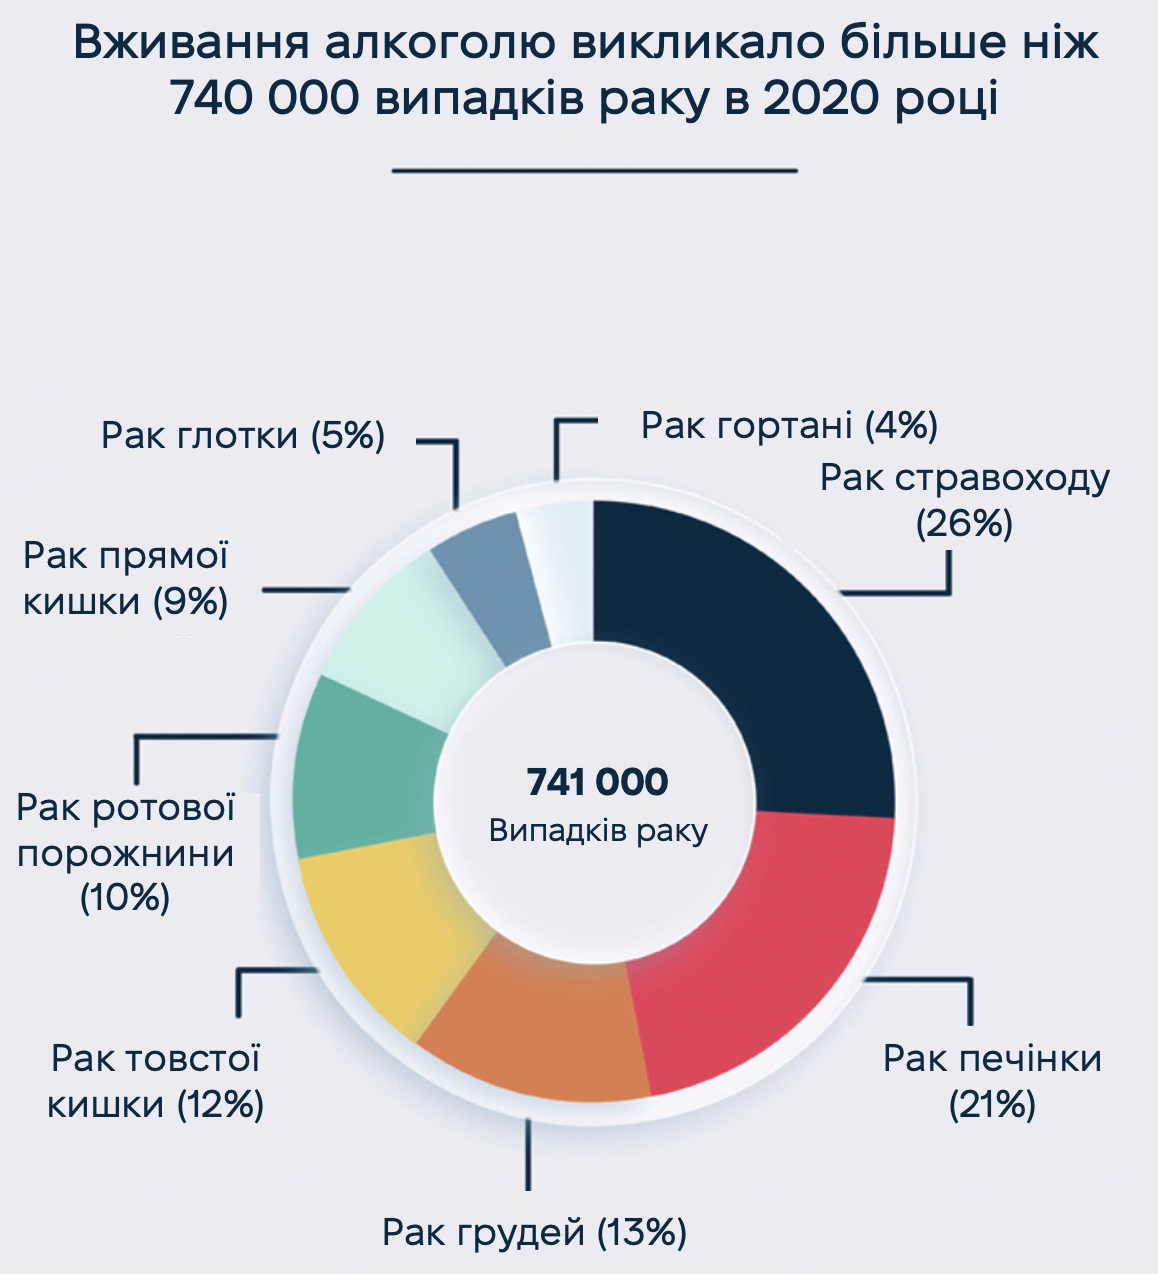 Вживання алкоголю викликало більше ніж
740 000 випадків раку в 2020 році
Рак глотки (5%)
Рак гортані (4%)
Рак стравоходу
(26%)
Рак прямої
кишки (9%)
741 000
Випадків раку
Рак ротової
порожнини
(10%)
Рак товстої
кишки (12%)
Рак печінки
(21%)
Рак грудей (13%)